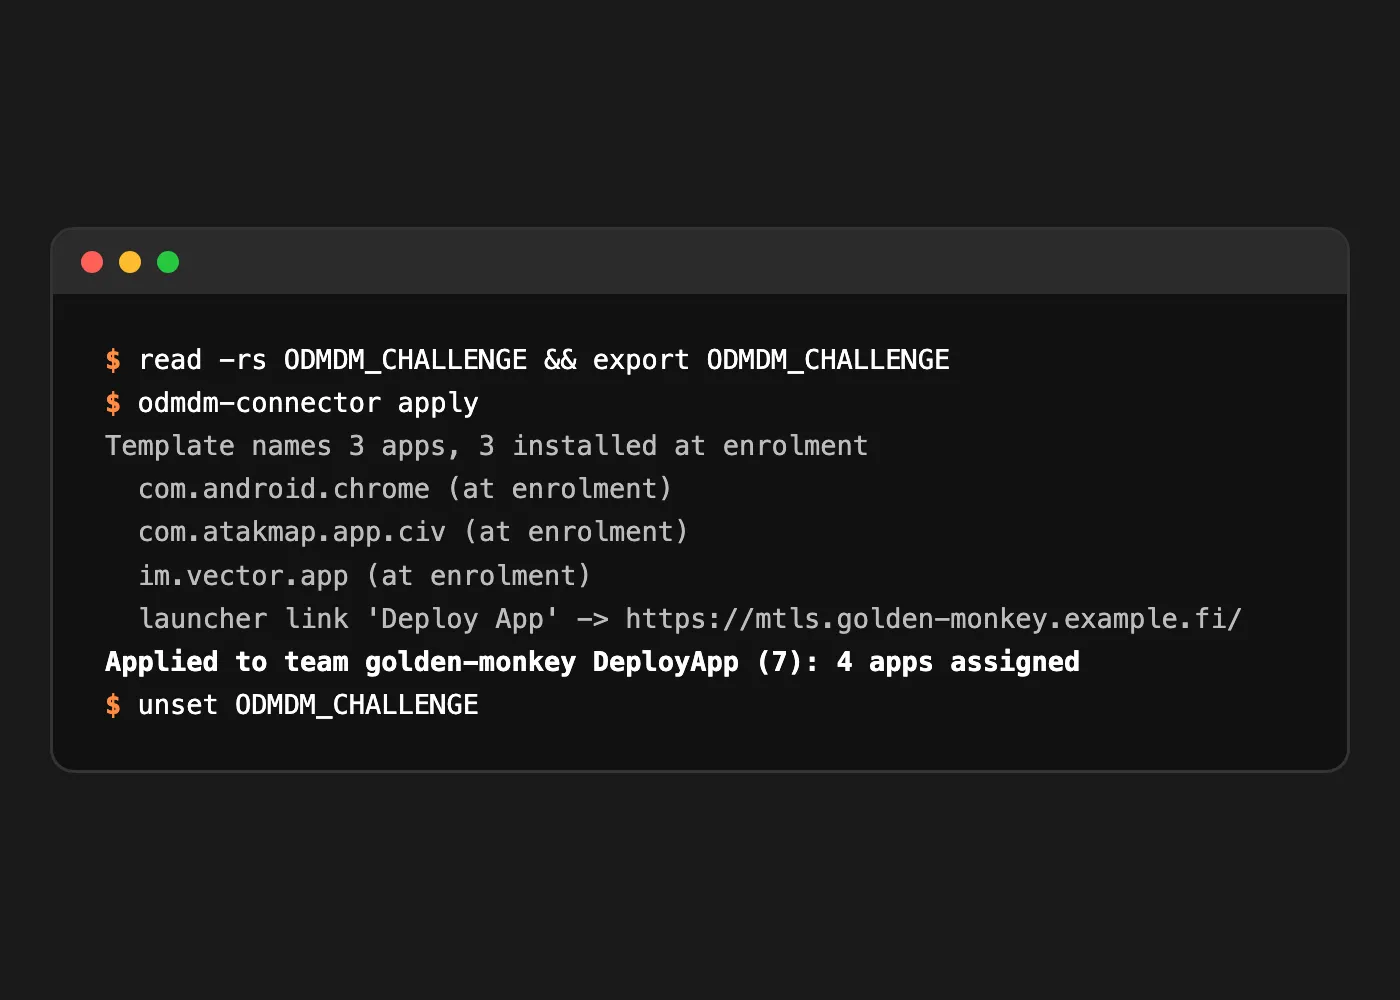 $ read -rs ODMDM_CHALLENGE && export ODMDM_CHALLENGE
$ odmdm-connector apply
Template names 3 apps, 3 installed at enrolment
  com.android.chrome (at enrolment)
  com.atakmap.app.civ (at enrolment)
  im.vector.app (at enrolment)
  launcher link 'Deploy App' -> https://mtls.golden-monkey.example.fi/
Applied to team golden-monkey DeployApp (7): 4 apps assigned
$ unset ODMDM_CHALLENGE